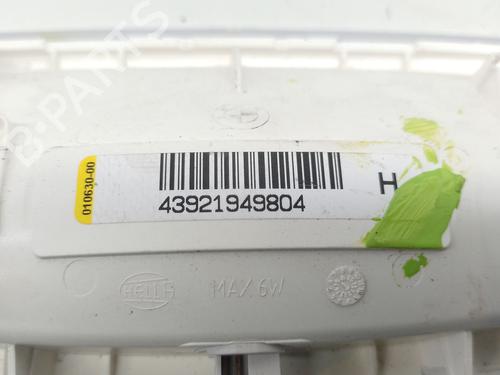 B-PARTS
010630-00
43921949804
H
HELLA
MAX 6W